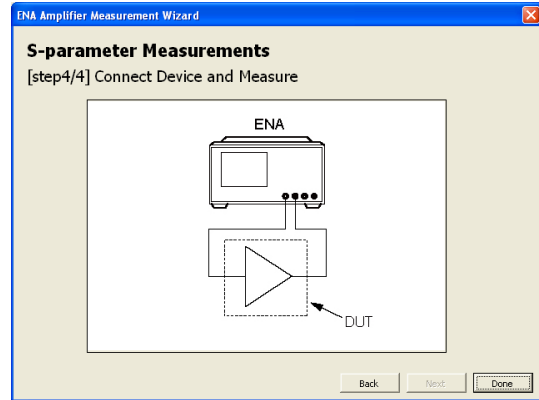 ENA Amplifier Measurement Wizard
S-parameter Measurements
[step4/4] Connect Device and Measure
ENA
DUT
Back
Next
Done